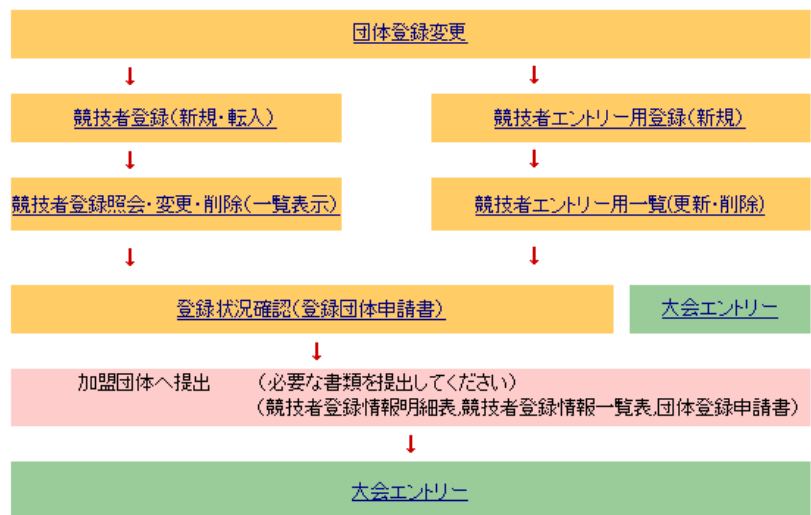 団体登録変更
↓ ↓
競技者登録(新規・転入) 競技者エントリー用登録(新規)
↓ ↓
競技者登録照会・変更・削除(一覧表示) 競技者エントリー用一覧(更新・削除)
↓ ↓
登録状況確認(登録団体申請書) 大会エントリー
↓
加盟団体へ提出 (必要な書類を提出してください)
(競技者登録情報明細表,競技者登録情報一覧表,団体登録申請書)
↓
大会エントリー